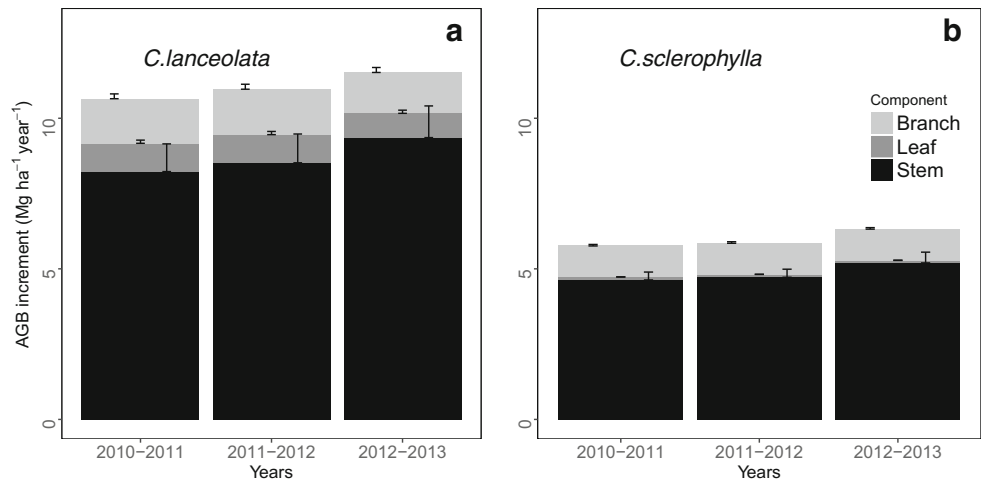 a
C.lanceolata
AGB increment (Mg ha⁻¹ year⁻¹)
10
5
0
2010−2011 2011−2012 2012−2013
Years
b
C.sclerophylla
Component
Branch
Leaf
Stem
10
5
0
2010−2011 2011−2012 2012−2013
Years